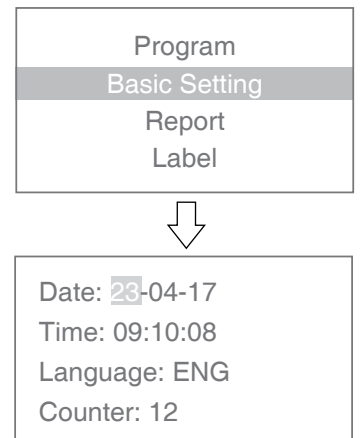 Program
Basic Setting
Report
Label
Date: 23-04-17
Time: 09:10:08
Language: ENG
Counter: 12